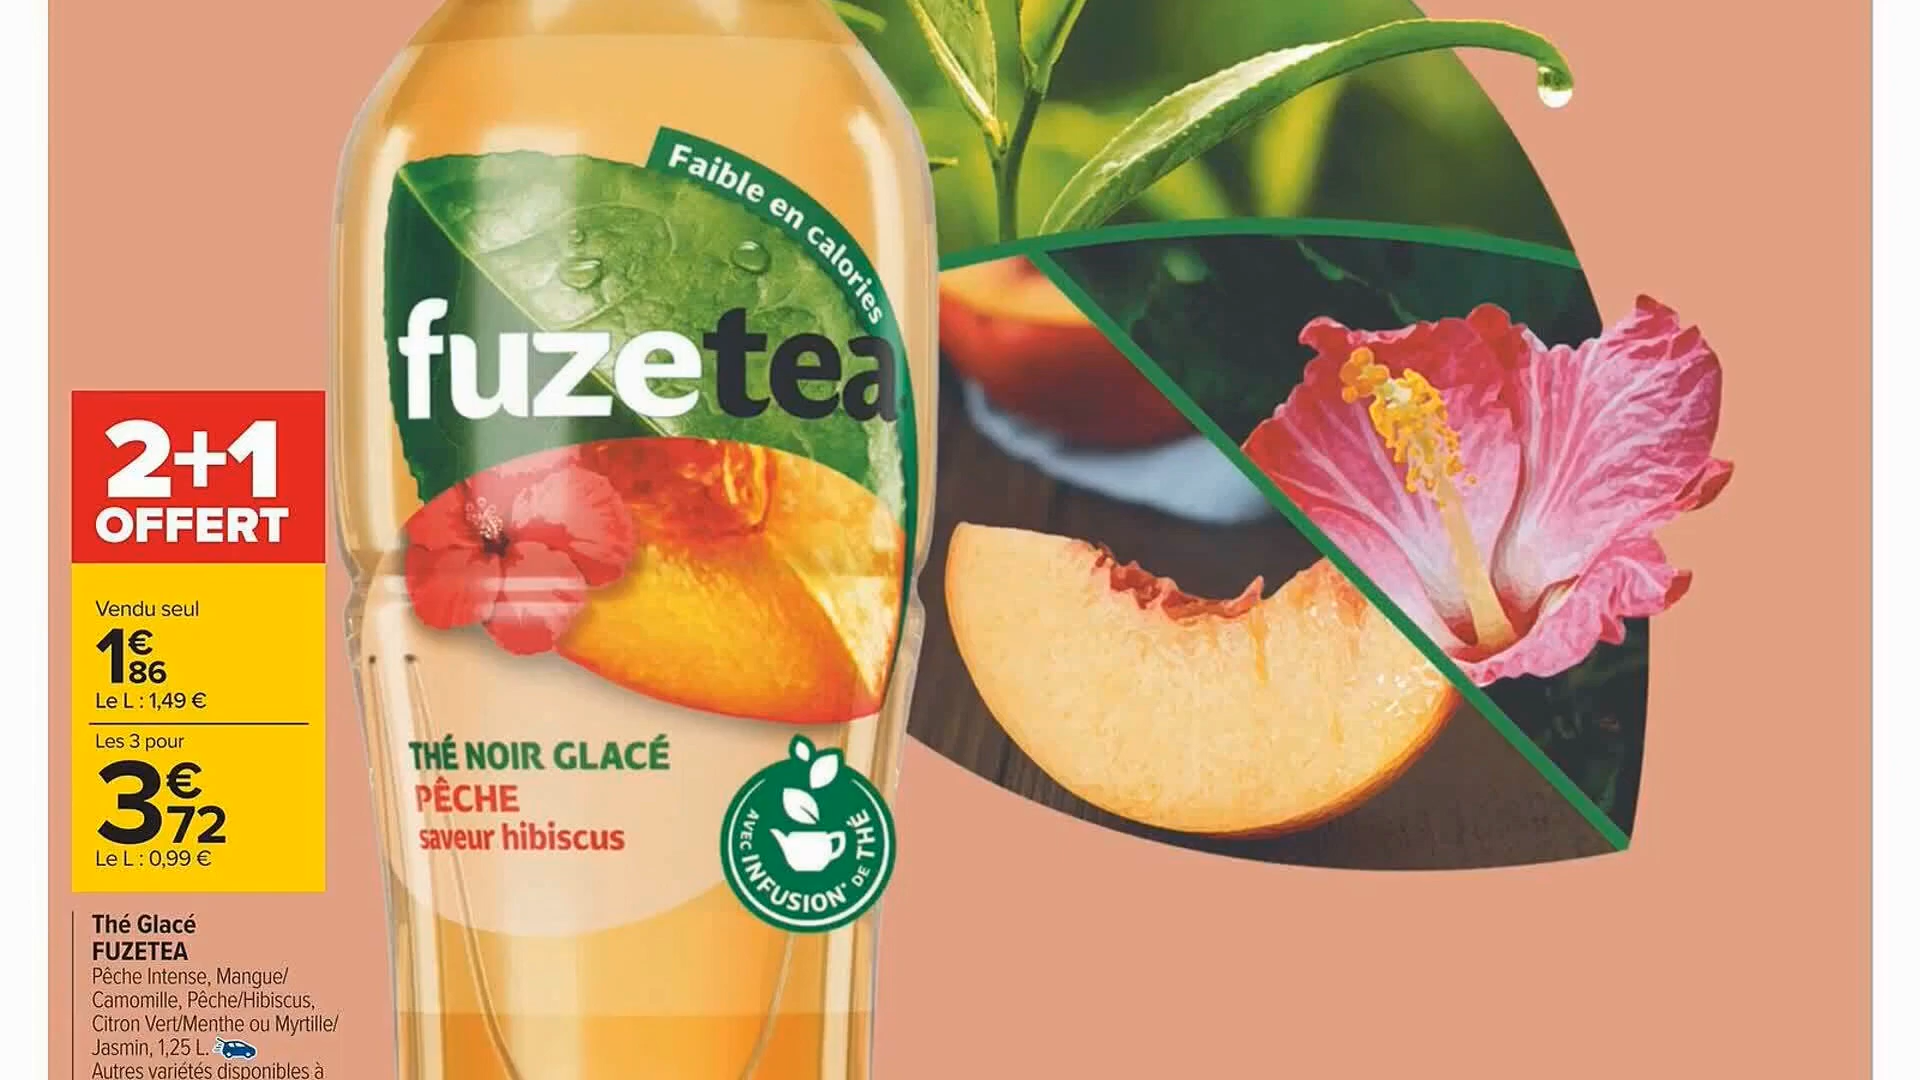 Faible en calories
fuzetea
THÉ NOIR GLACÉ
PÊCHE
saveur hibiscus
AVEC INFUSION* DE THÉ
2+1
OFFERT
Vendu seul
1€86
Le L : 1,49 €
Les 3 pour
3€72
Le L : 0,99 €
Thé Glacé
FUZETEA
Pêche Intense, Mangue/
Camomille, Pêche/Hibiscus,
Citron Vert/Menthe ou Myrtille/
Jasmin, 1,25 L.
Autres variétés disponibles à